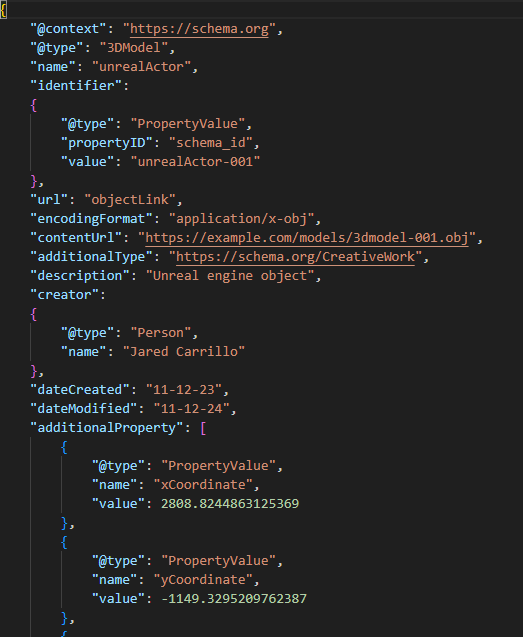 {
"@context": "https://schema.org",
"@type": "3DModel",
"name": "unrealActor",
"identifier":
{
"@type": "PropertyValue",
"propertyID": "schema_id",
"value": "unrealActor-001"
},
"url": "objectLink",
"encodingFormat": "application/x-obj",
"contentUrl": "https://example.com/models/3dmodel-001.obj",
"additionalType": "https://schema.org/CreativeWork",
"description": "Unreal engine object",
"creator":
{
"@type": "Person",
"name": "Jared Carrillo"
},
"dateCreated": "11-12-23",
"dateModified": "11-12-24",
"additionalProperty": [
{
"@type": "PropertyValue",
"name": "xCoordinate",
"value": 2808.8244863125369
},
{
"@type": "PropertyValue",
"name": "yCoordinate",
"value": -1149.3295209762387
},
{